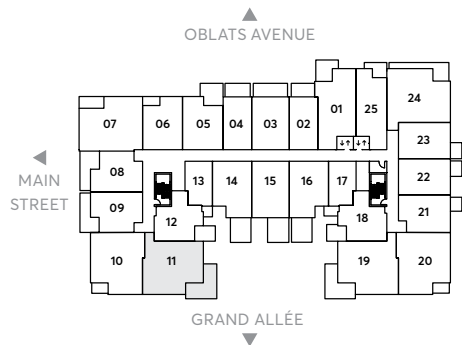 OBLATS AVENUE
01 25 24
07 06 05 04 03 02
23
08 13 14 15 16 17 22
MAIN
STREET
09 12 18 21
10 11 19 20
GRAND ALLÉE